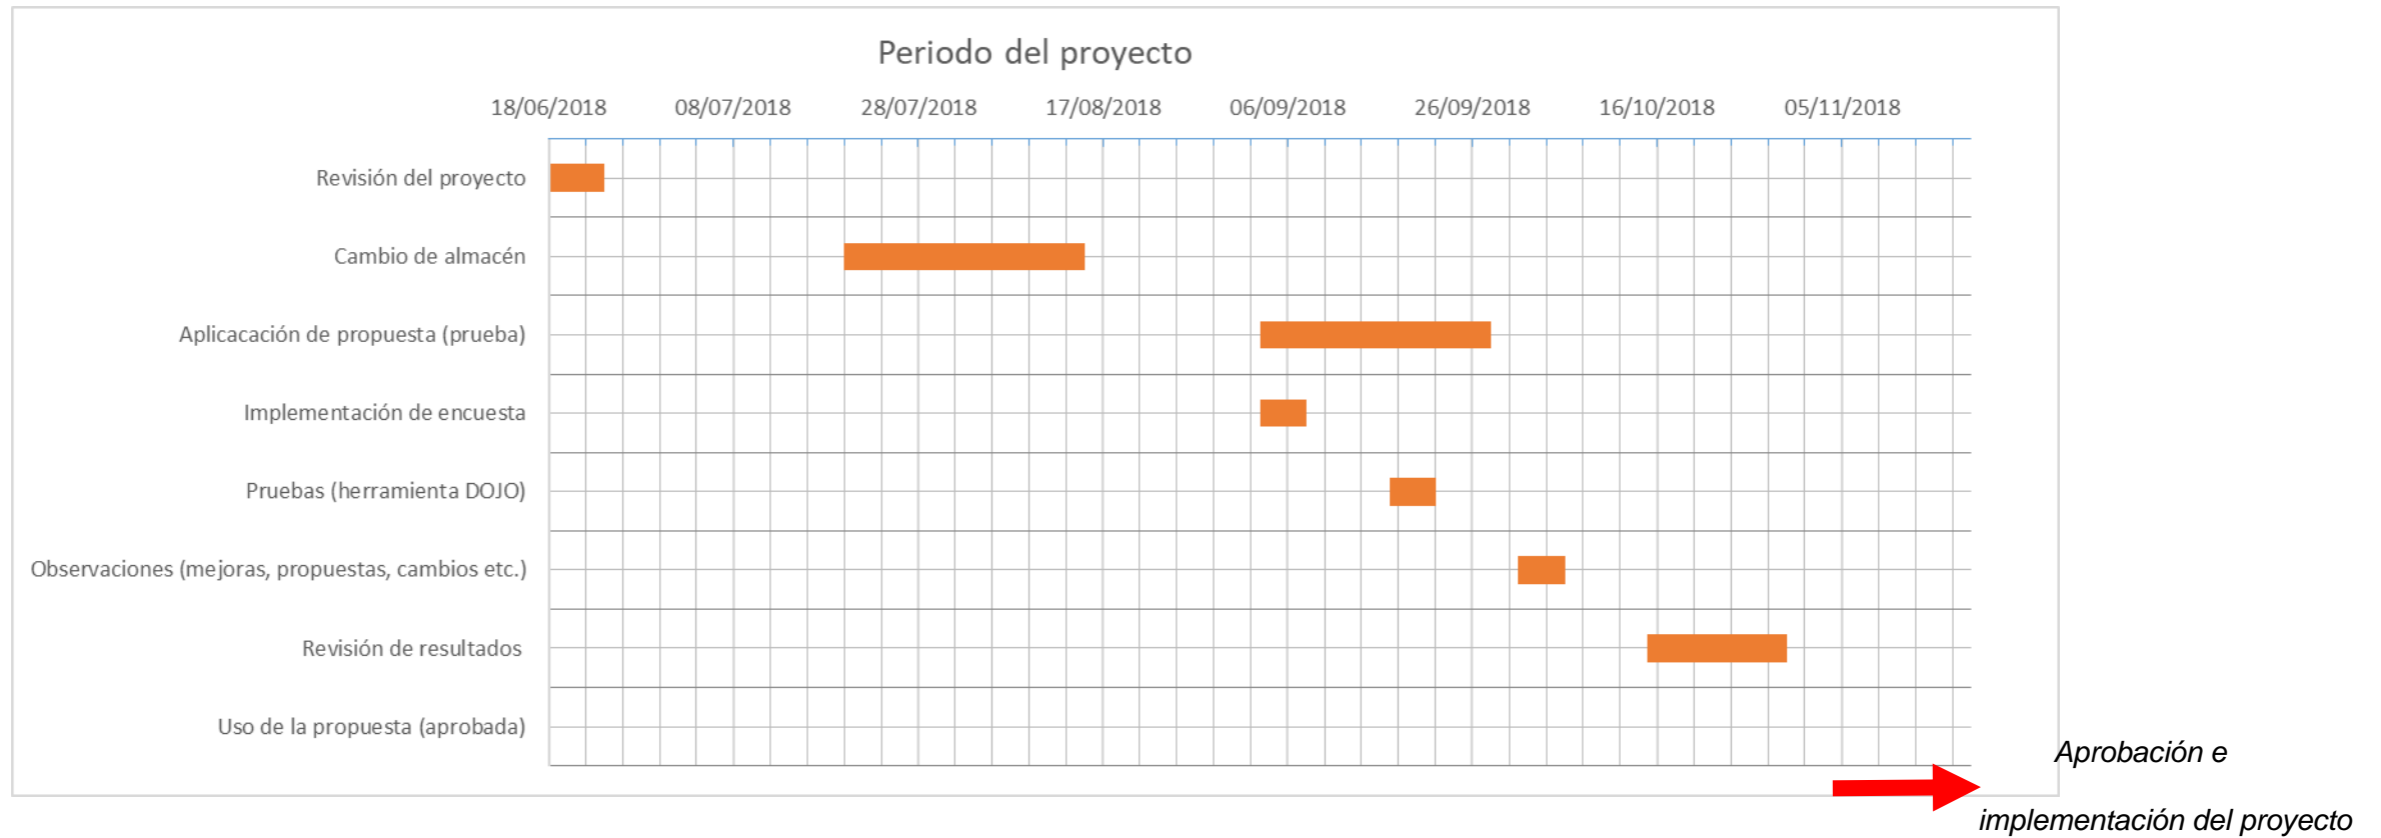 Periodo del proyecto
18/06/2018 08/07/2018 28/07/2018 17/08/2018 06/09/2018 26/09/2018 16/10/2018 05/11/2018
Revisión del proyecto
Cambio de almacén
Aplicacación de propuesta (prueba)
Implementación de encuesta
Pruebas (herramienta DOJO)
Observaciones (mejoras, propuestas, cambios etc.)
Revisión de resultados
Uso de la propuesta (aprobada)
Aprobación e
implementación del proyecto